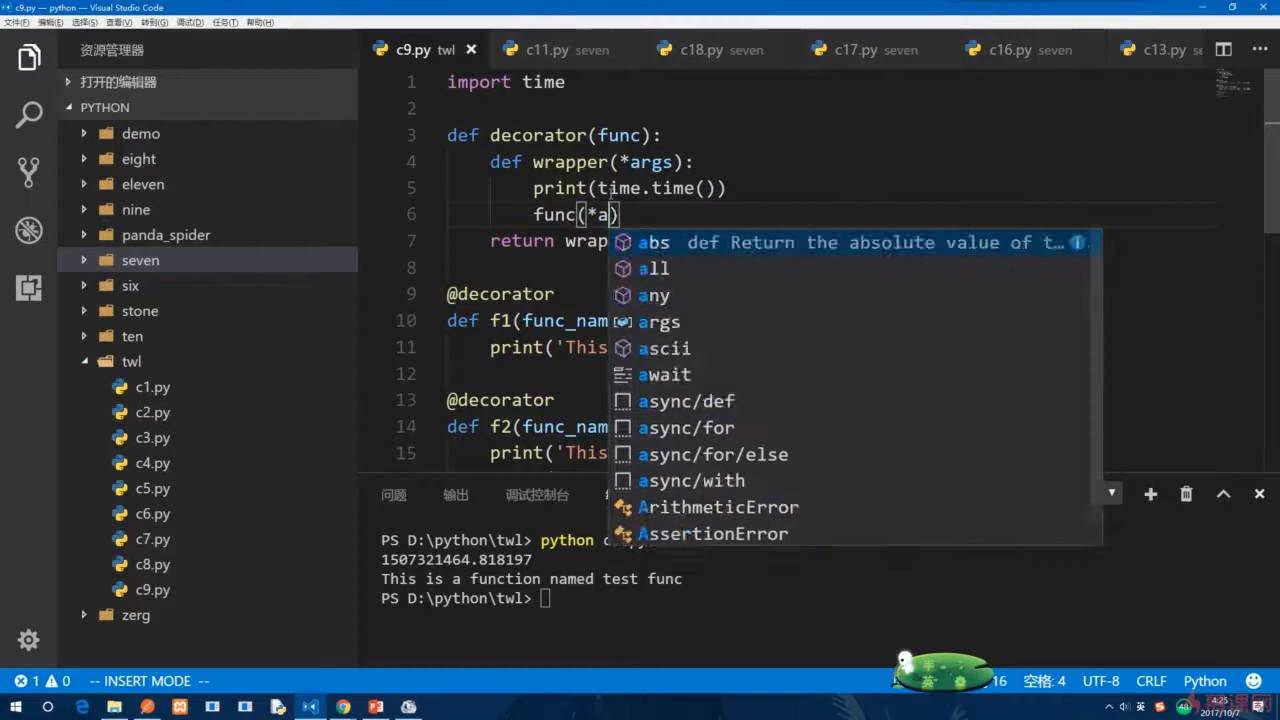 c9.py — python — Visual Studio Code
文件(F) 编辑(E) 选择(S) 查看(V) 转到(G) 调试(D) 任务(T) 帮助(H)
资源管理器
打开的编辑器
PYTHON
demo
eight
eleven
nine
panda_spider
seven
six
stone
ten
twl
c1.py
c2.py
c3.py
c4.py
c5.py
c6.py
c7.py
c8.py
c9.py
zerg
c9.py twl
c11.py seven
c18.py seven
c17.py seven
c16.py seven
c13.py se
1 import time
2
3 def decorator(func):
4 def wrapper(*args):
5 print(time.time())
6 func(*a)
7 return wrap
8
9 @decorator
10 def f1(func_nam
11 print('This
12
13 @decorator
14 def f2(func_nam
15 print('This
abs def Return the absolute value of t…
all
any
args
ascii
await
async/def
async/for
async/for/else
async/with
ArithmeticError
AssertionError
问题 输出 调试控制台
PS D:\python\twl> python c
1507321464.818197
This is a function named test func
PS D:\python\twl>
1 0 -- INSERT MODE --
半
英
16 空格: 4 UTF-8 CRLF Python
英
48
4:25
2017/10/7